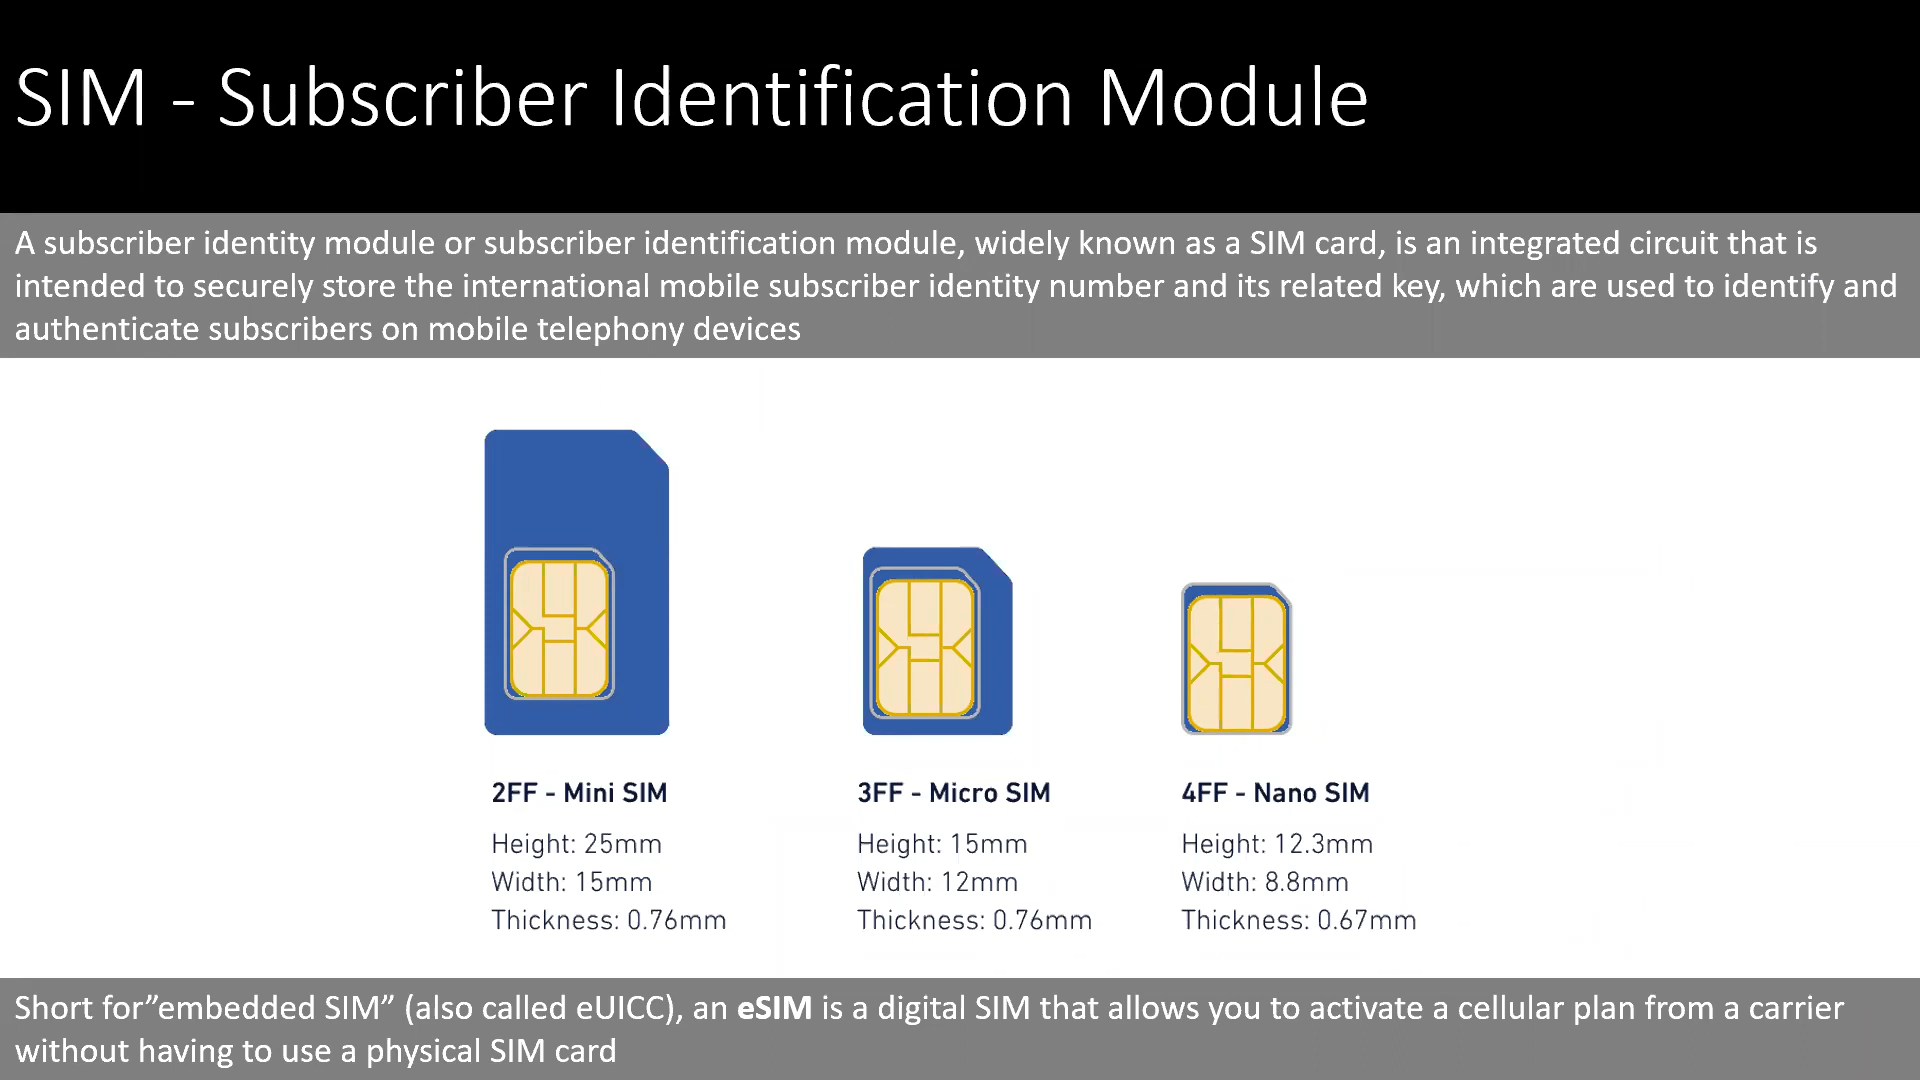 SIM - Subscriber Identification Module
A subscriber identity module or subscriber identification module, widely known as a SIM card, is an integrated circuit that is
intended to securely store the international mobile subscriber identity number and its related key, which are used to identify and
authenticate subscribers on mobile telephony devices
2FF - Mini SIM
Height: 25mm
Width: 15mm
Thickness: 0.76mm
3FF - Micro SIM
Height: 15mm
Width: 12mm
Thickness: 0.76mm
4FF - Nano SIM
Height: 12.3mm
Width: 8.8mm
Thickness: 0.67mm
Short for”embedded SIM” (also called eUICC), an eSIM is a digital SIM that allows you to activate a cellular plan from a carrier
without having to use a physical SIM card